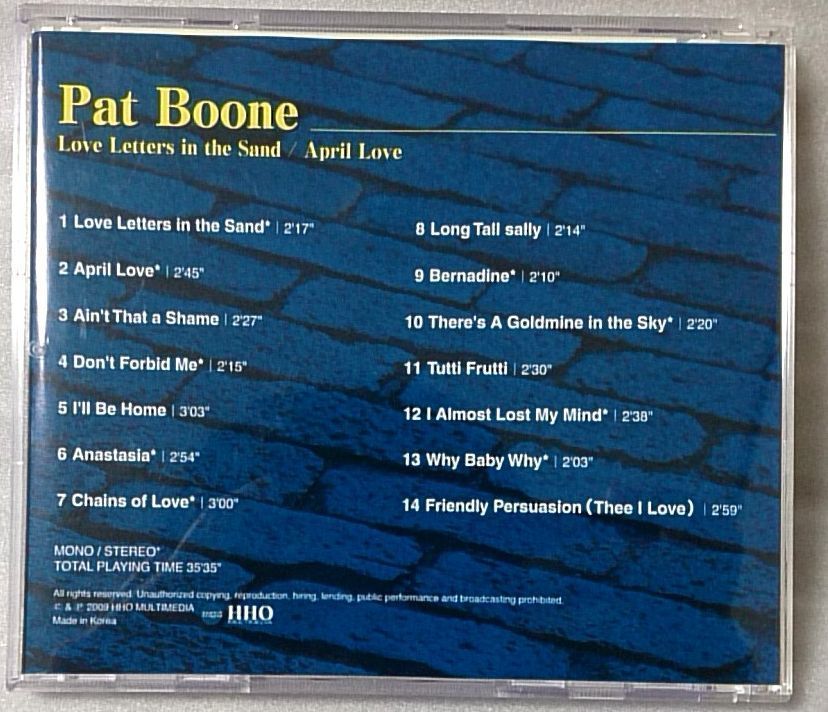 Pat Boone
Love Letters in the Sand / April Love
1 Love Letters in the Sand* | 2'17"
2 April Love* | 2'45"
3 Ain't That a Shame | 2'27"
4 Don't Forbid Me* | 2'15"
5 I'll Be Home | 3'03"
6 Anastasia* | 2'54"
7 Chains of Love* | 3'00"
8 Long Tall sally | 2'14"
9 Bernadine* | 2'10"
10 There's A Goldmine in the Sky* | 2'20"
11 Tutti Frutti | 2'30"
12 I Almost Lost My Mind* | 2'38"
13 Why Baby Why* | 2'03"
14 Friendly Persuasion (Thee I Love) | 2'59"
MONO / STEREO*
TOTAL PLAYING TIME 35'35"
All rights reserved. Unauthorized copying, reproduction, hiring, lending, public performance and broadcasting prohibited.
© & ℗ 2009 HHO MULTIMEDIA
HHO
MULTIMEDIA
Made in Korea